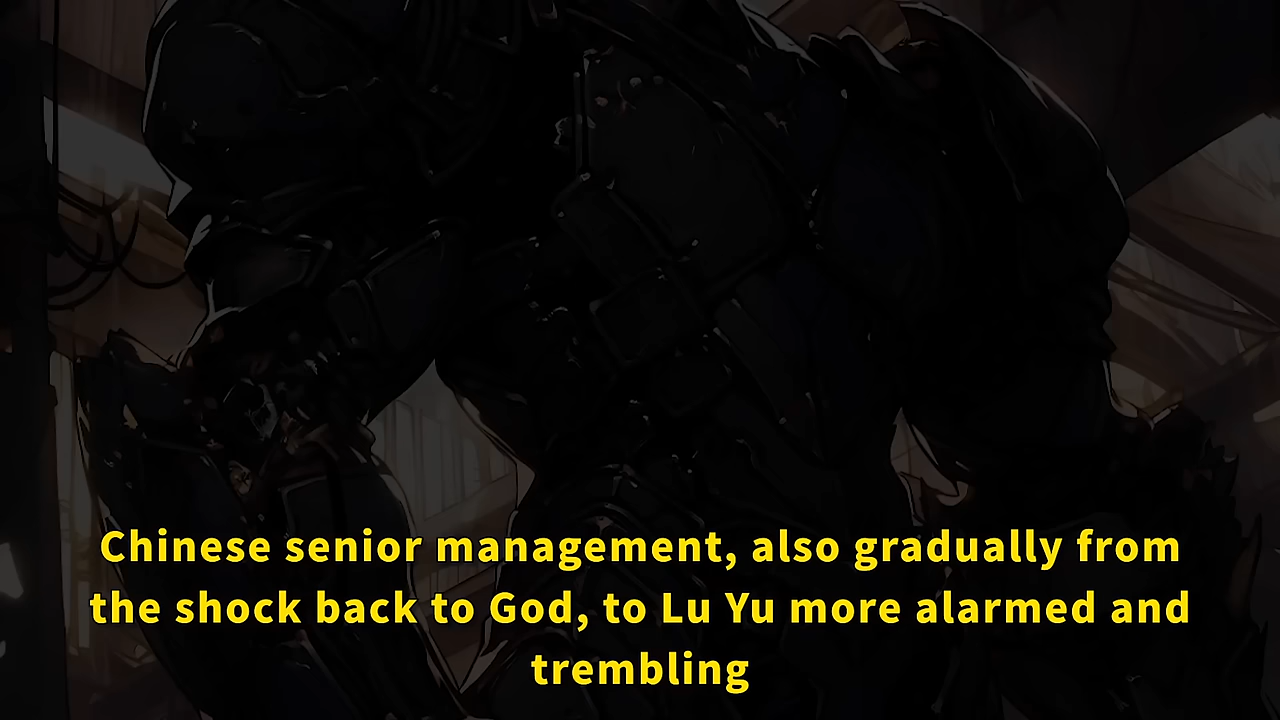 Chinese senior management, also gradually from
the shock back to God, to Lu Yu more alarmed and
trembling